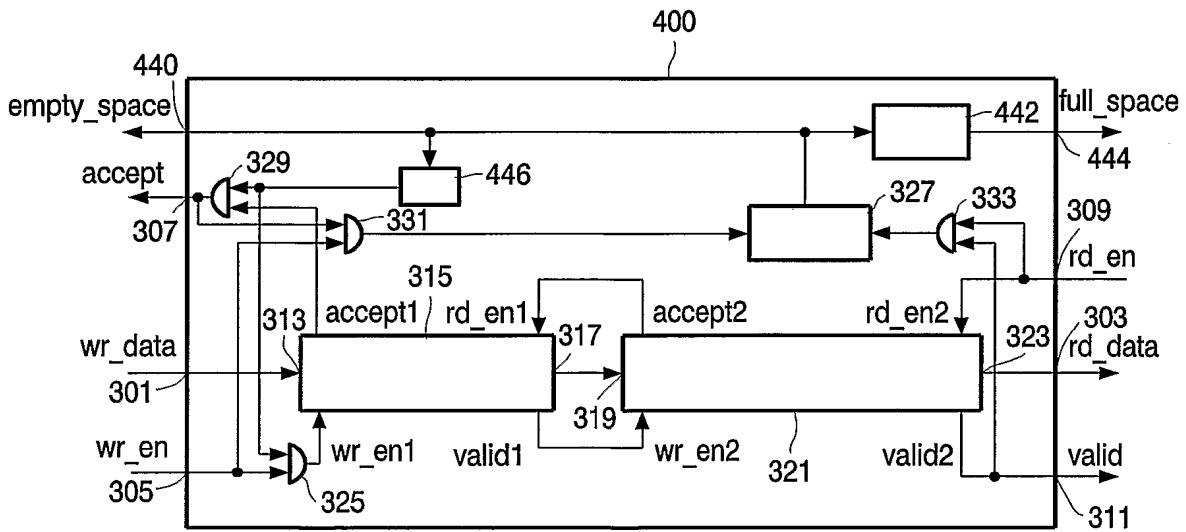 400
440
empty_space
442
full_space
444
329
accept
446
307
331
327
333
309
rd_en
315
accept1
rd_en1
accept2
rd_en2
313
317
323
303
wr_data
rd_data
301
319
wr_en
wr_en1
valid1
wr_en2
321
valid2
valid
305
325
311